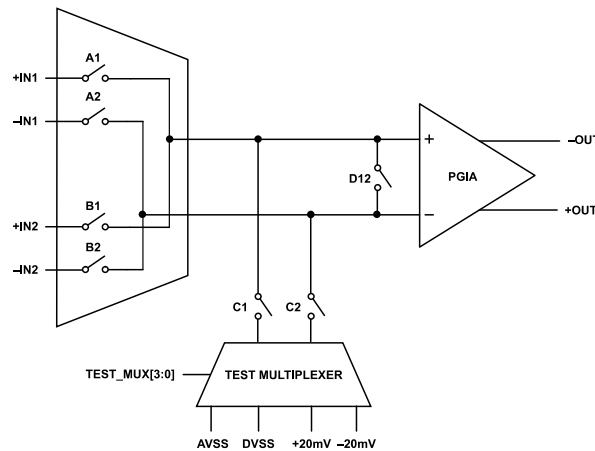 A1
+IN1
A2
–IN1
–OUT
+
PGIA
D12
B1
+IN2
–
+OUT
B2
–IN2
C1
C2
TEST_MUX[3:0]
TEST MULTIPLEXER
AVSS DVSS +20mV –20mV